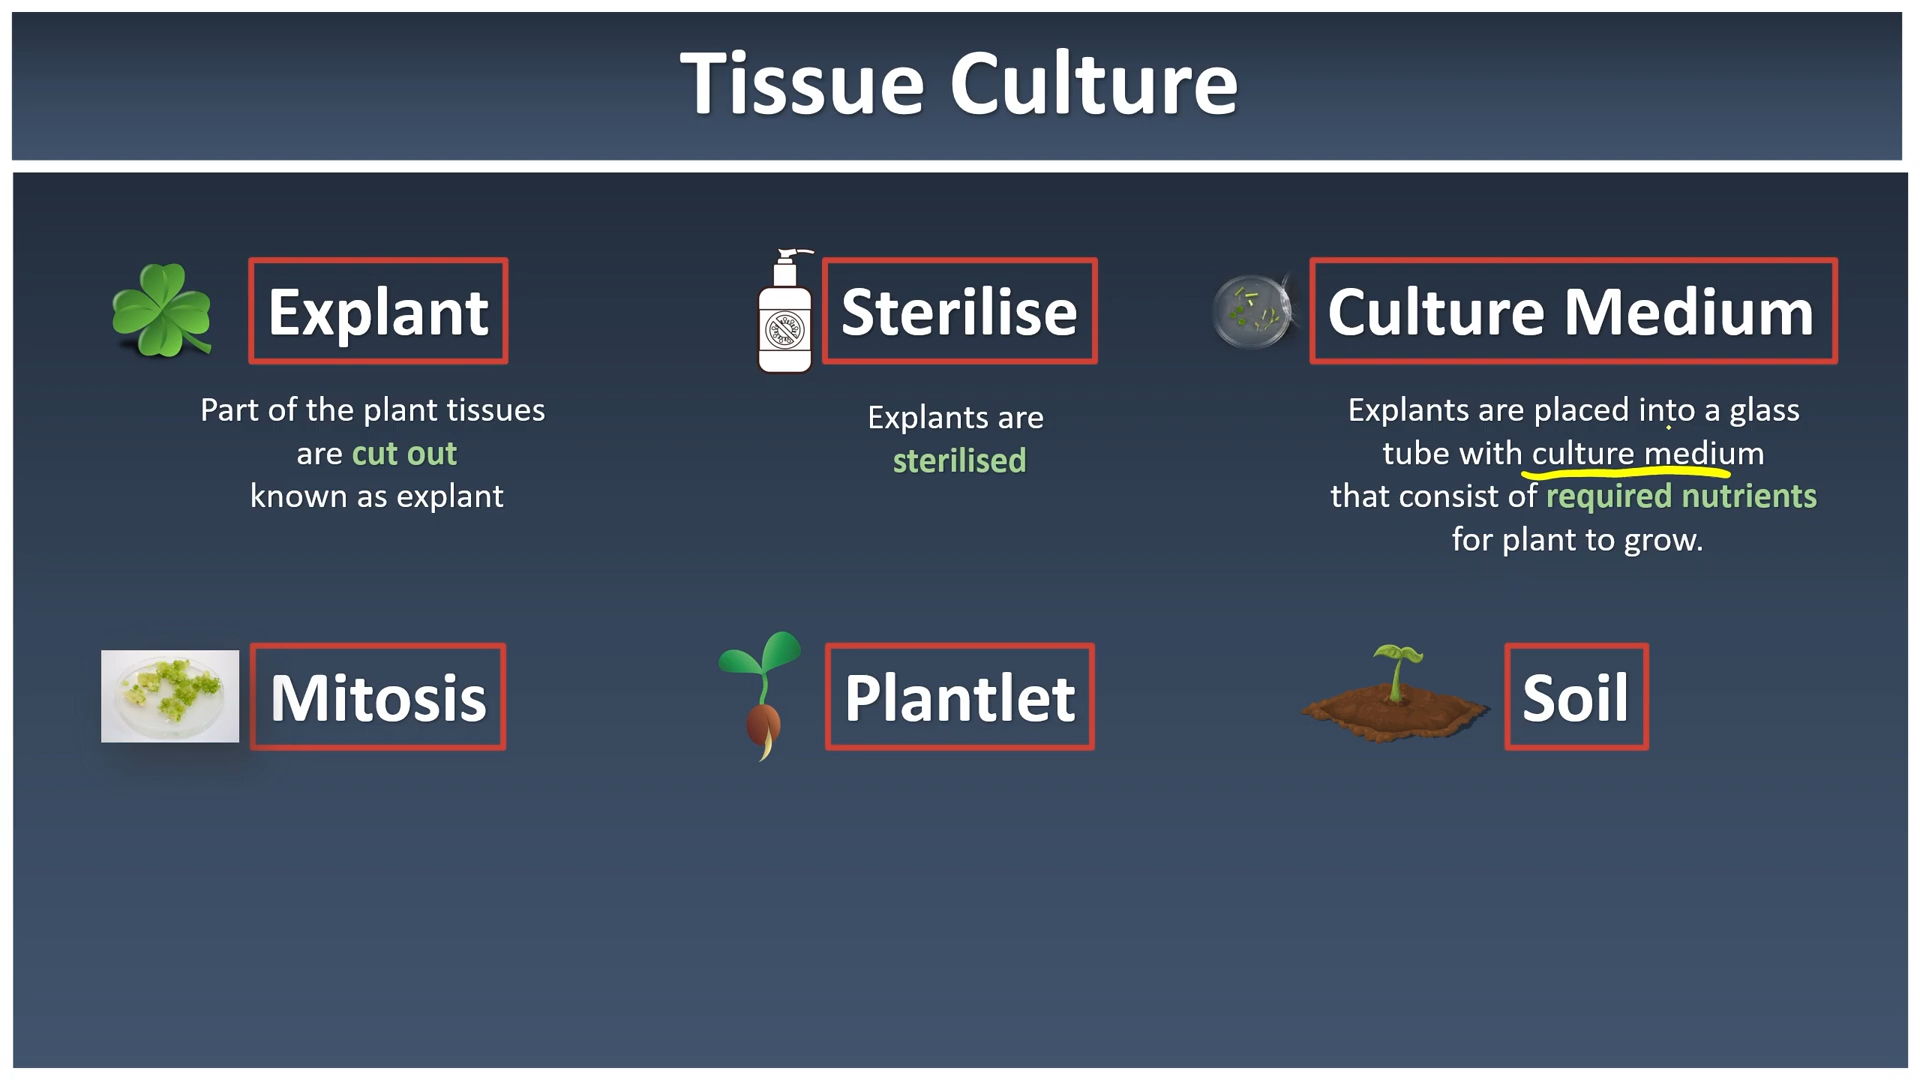 Tissue Culture
Explant
Part of the plant tissues
are cut out
known as explant
Sterilise
Explants are
sterilised
Culture Medium
Explants are placed into a glass
tube with culture medium
that consist of required nutrients
for plant to grow.
Mitosis
Plantlet
Soil